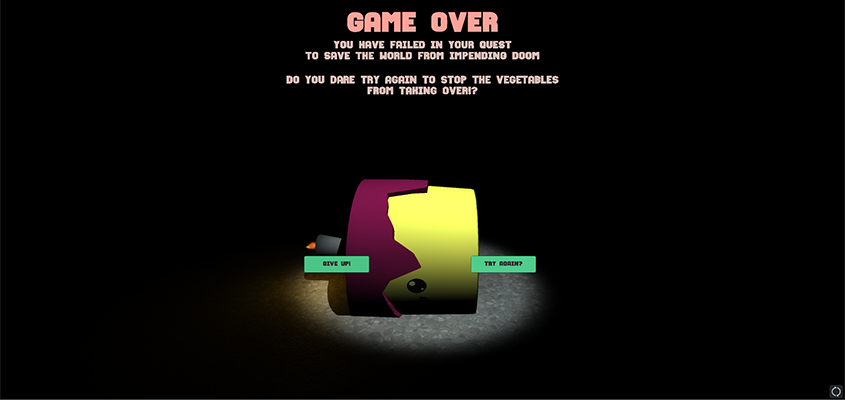 GAME OVER
YOU HAVE FAILED IN YOUR QUEST
TO SAVE THE WORLD FROM IMPENDING DOOM
DO YOU DARE TRY AGAIN TO STOP THE VEGETABLES
FROM TAKING OVER!?
GIVE UP!
TRY AGAIN?